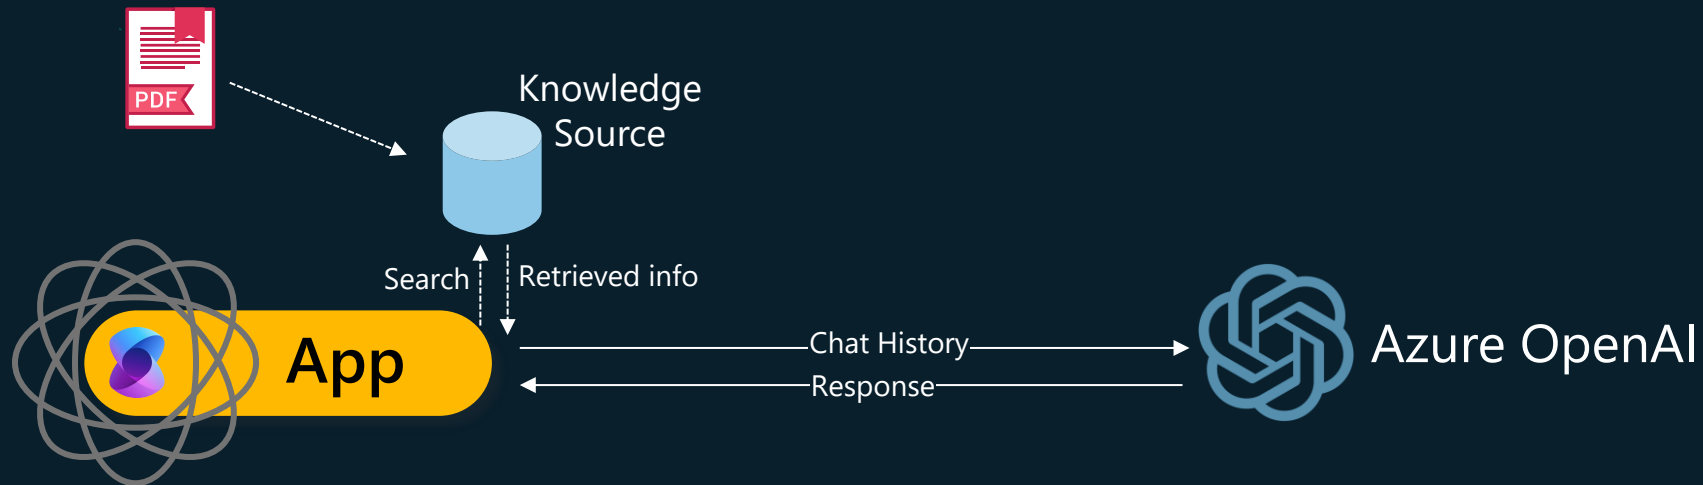 PDF
Knowledge
Source
Search
Retrieved info
App
Chat History
Response
Azure OpenAI